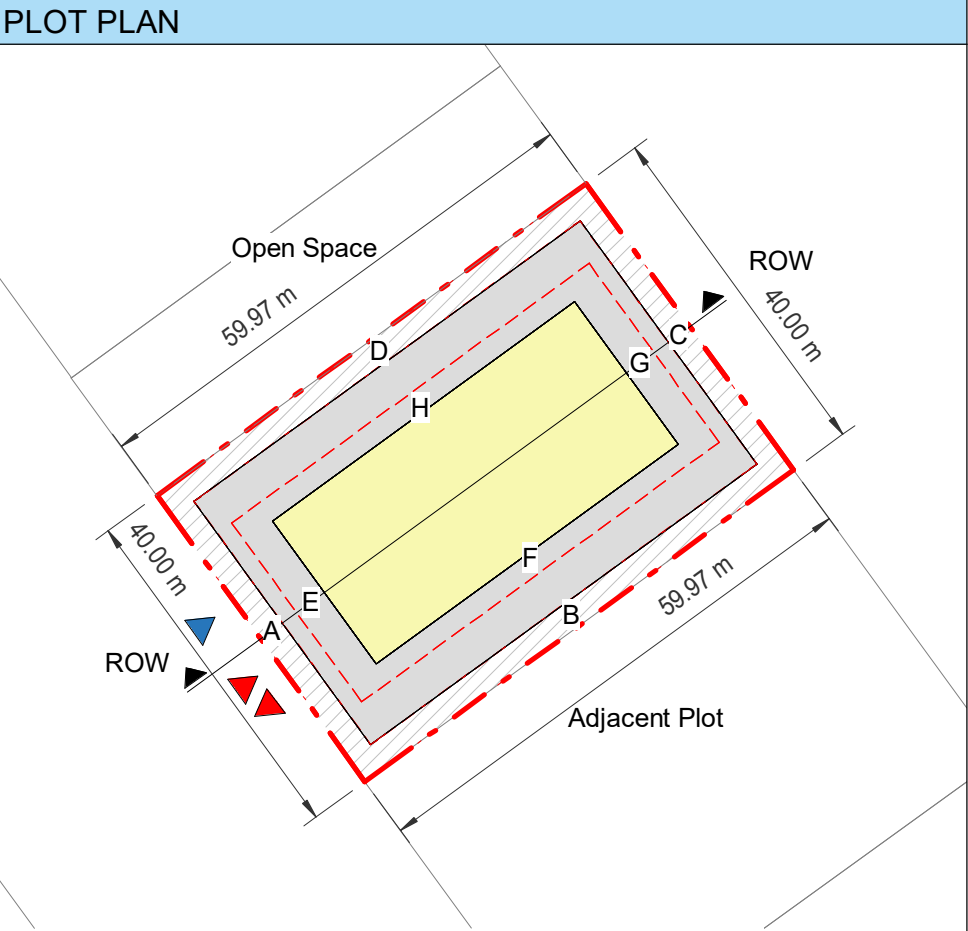 PLOT PLAN
Open Space
ROW
59.97 m
40.00 m
C
D
G
H
40.00 m
F
E
59.97 m
B
A
ROW
Adjacent Plot